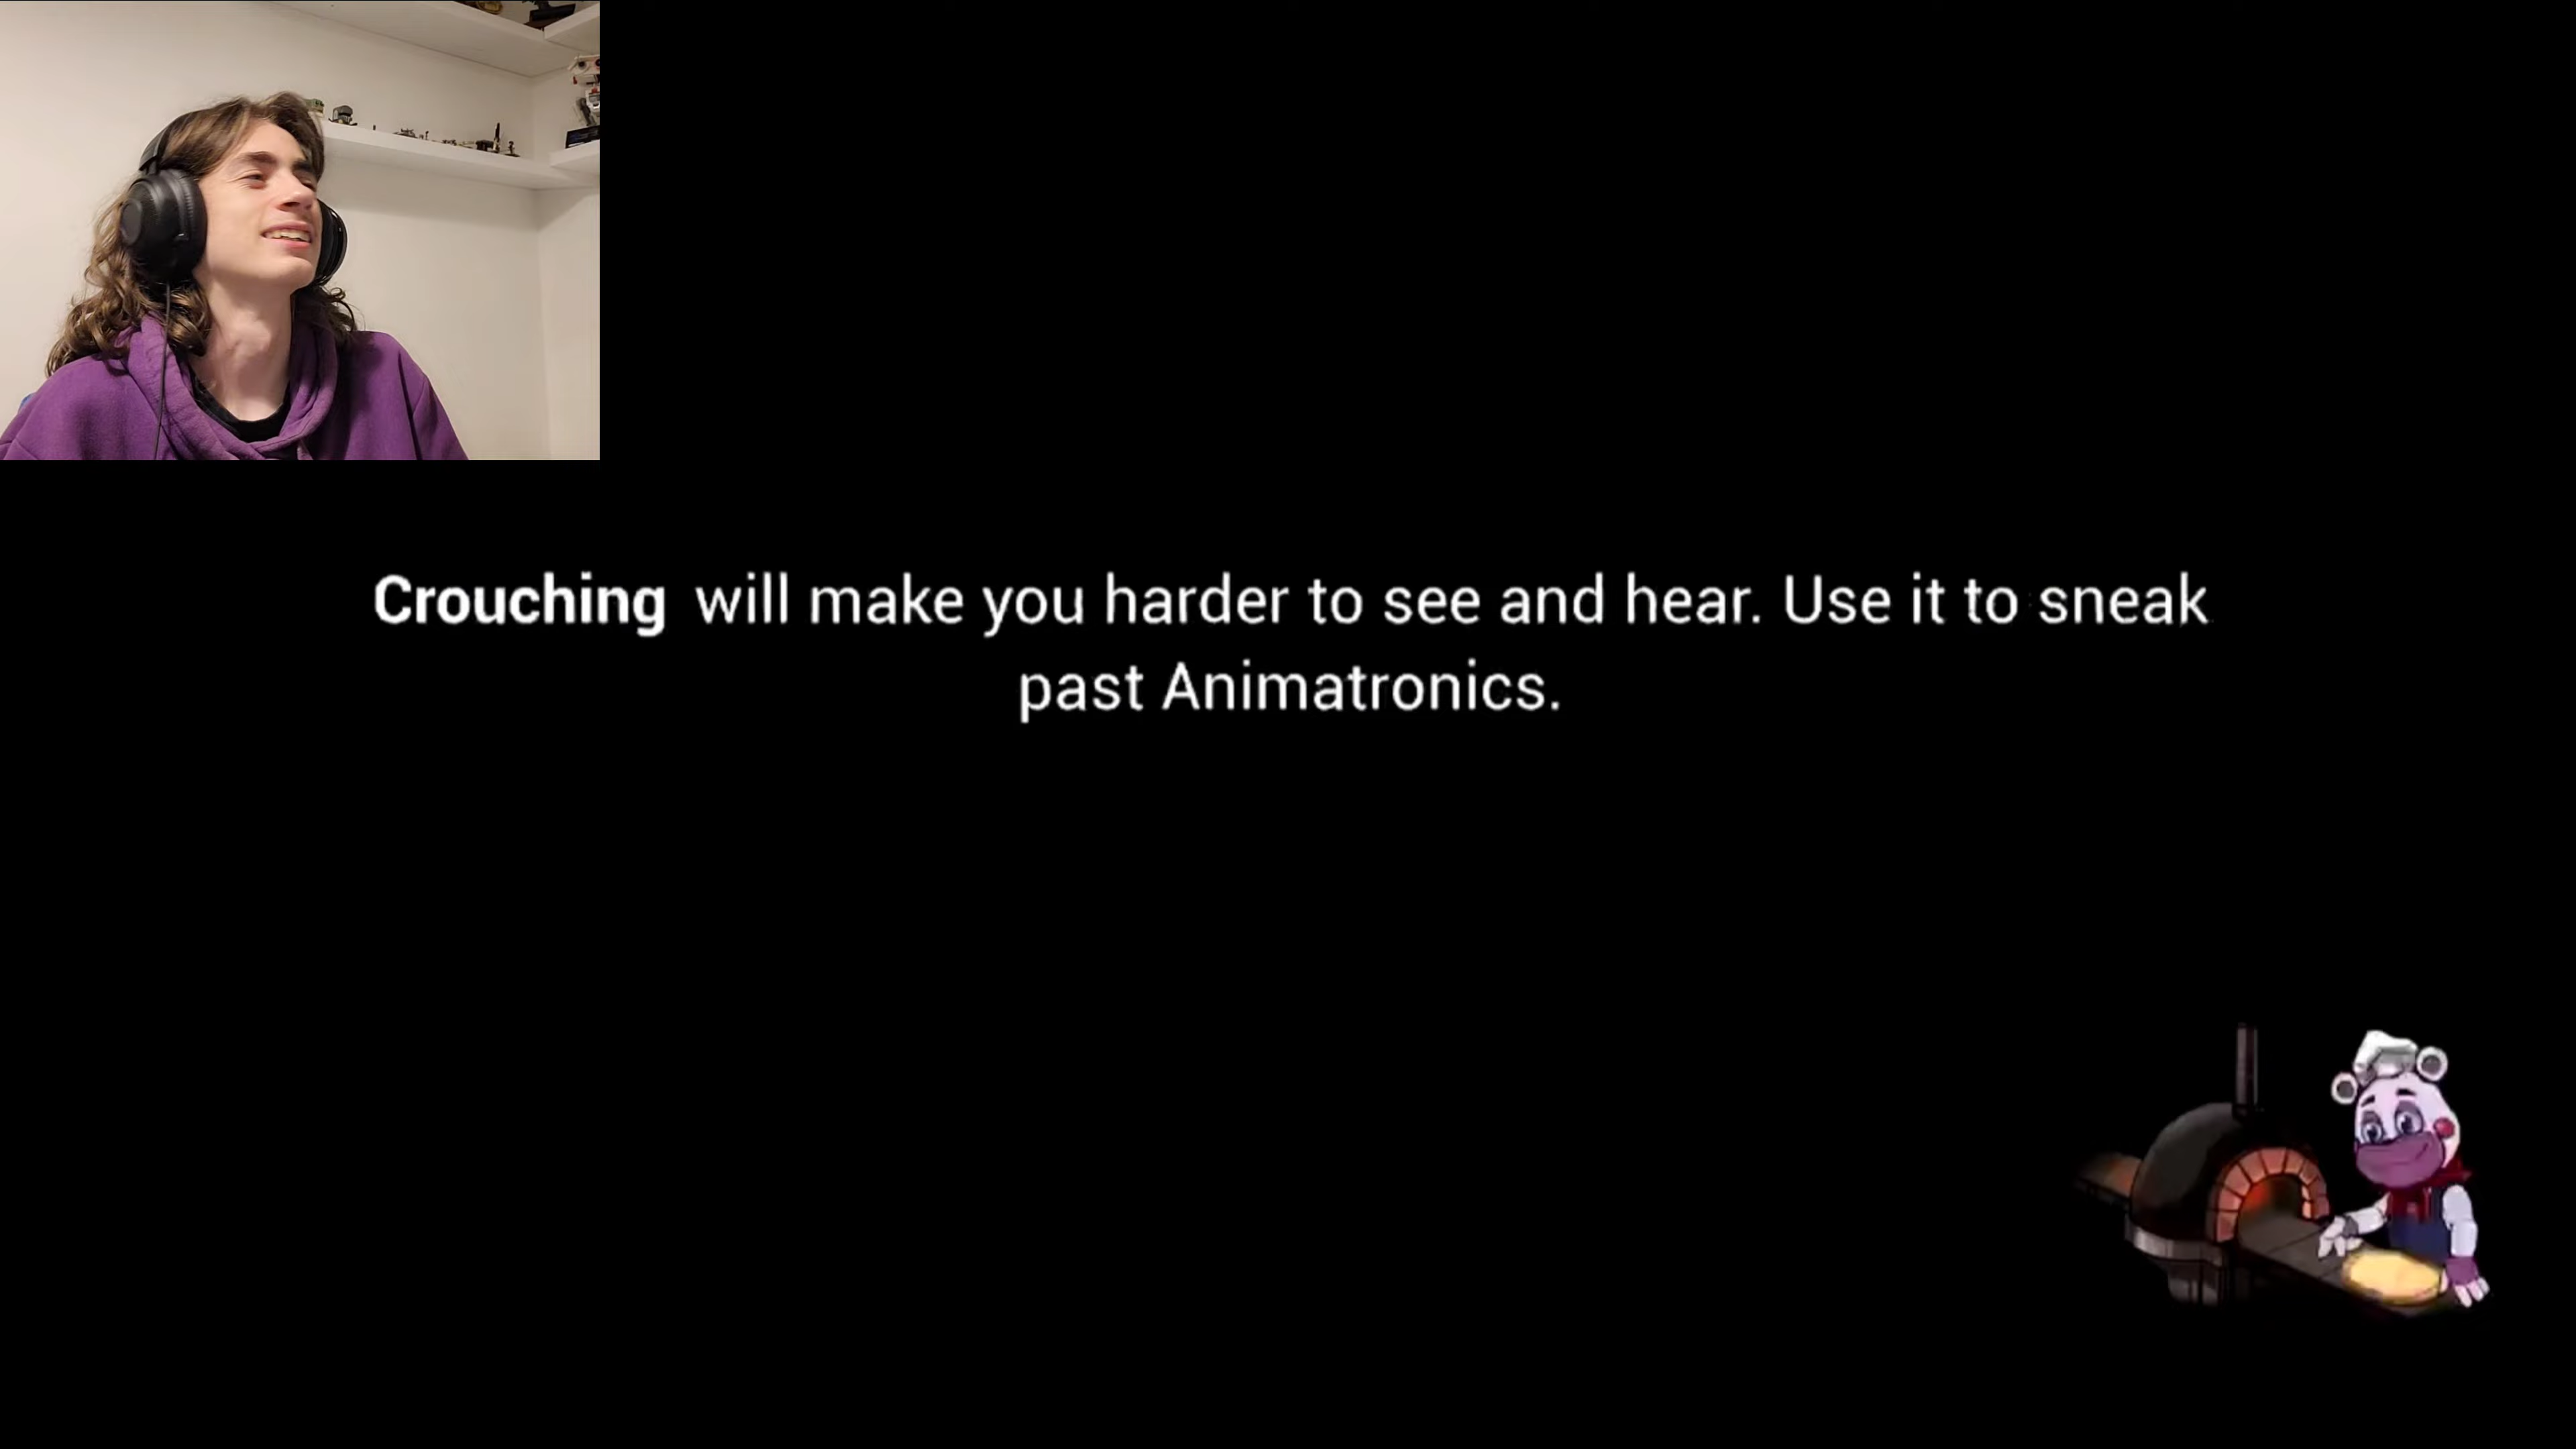 Crouching will make you harder to see and hear. Use it to sneak
past Animatronics.